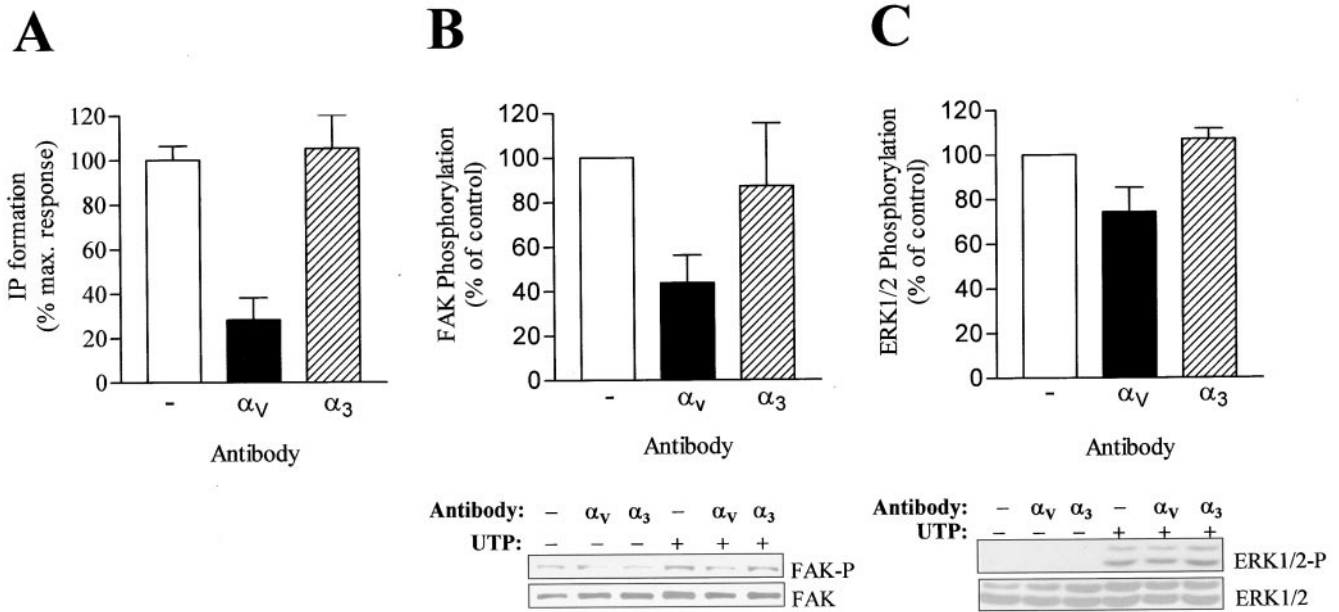 A
IP formation
(% max. response)
120
100
80
60
40
20
0
- αV α3
Antibody
B
FAK Phosphorylation
(% of control)
120
100
80
60
40
20
0
- αv α3
Antibody
Antibody: – αV α3 – αV α3
UTP: – – – + + +
FAK-P
FAK
C
ERK1/2 Phosphorylation
(% of control)
120
100
80
60
40
20
0
- αV α3
Antibody
Antibody: – αV α3 – αV α3
UTP: – – – + + +
ERK1/2-P
ERK1/2